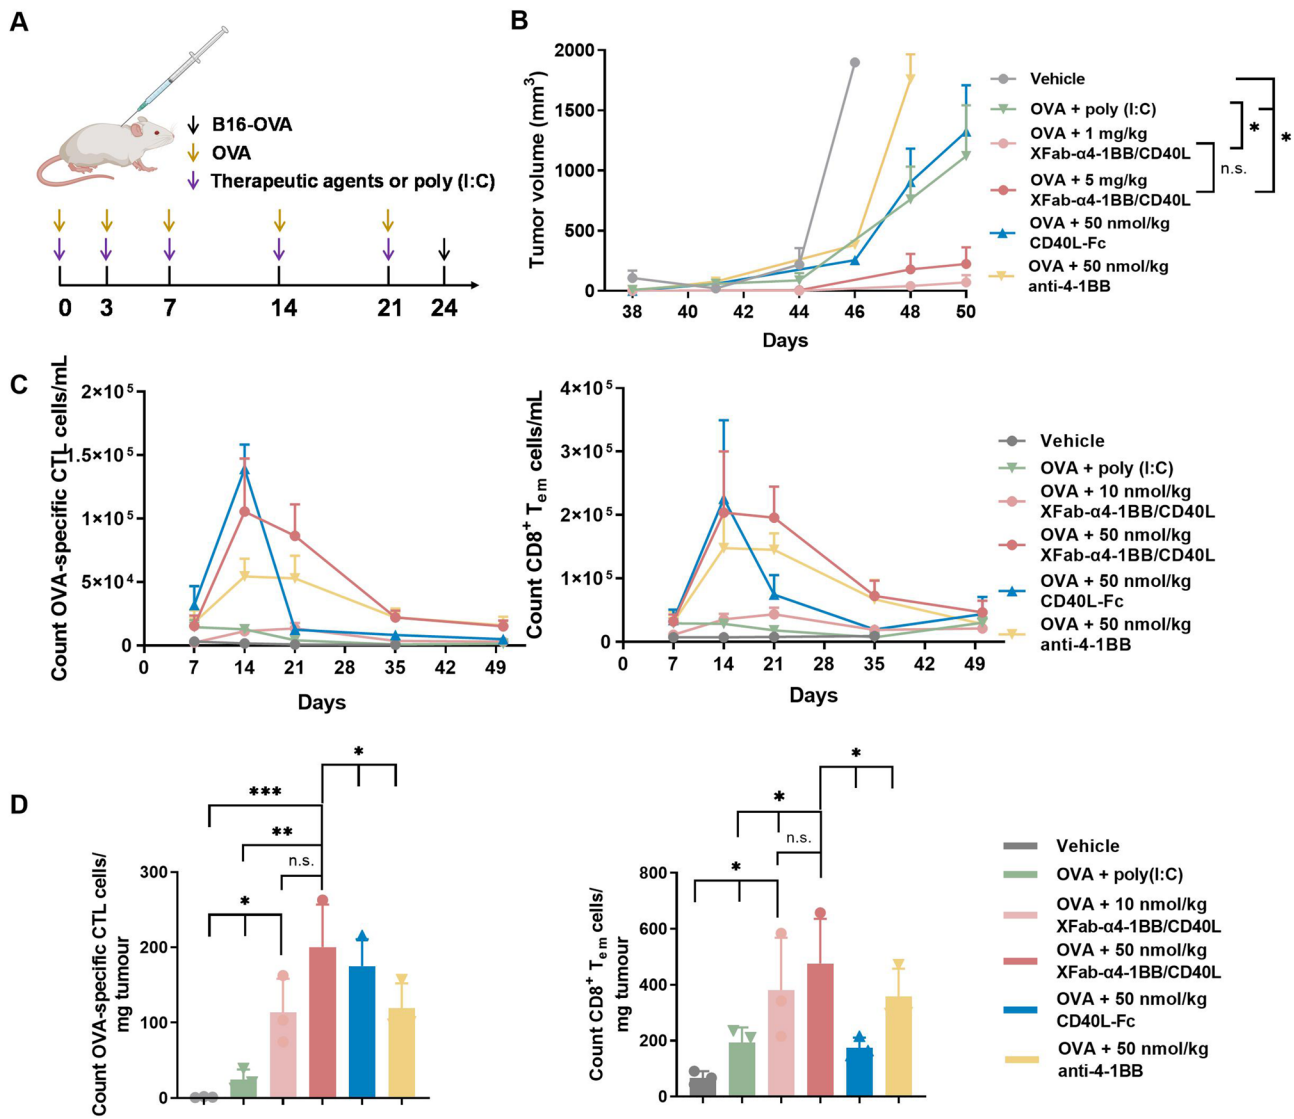 A
B16-OVA
OVA
Therapeutic agents or poly (I:C)
0 3 7 14 21 24
B
Tumor volume (mm³)
2000
1500
1000
500
0
38 40 42 44 46 48 50
Days
Vehicle
OVA + poly (I:C)
OVA + 1 mg/kg
XFab-α4-1BB/CD40L
OVA + 5 mg/kg
XFab-α4-1BB/CD40L
OVA + 50 nmol/kg
CD40L-Fc
OVA + 50 nmol/kg
anti-4-1BB
*
n.s.
*
C
Count OVA-specific CTL cells/mL
2×10⁵
1.5×10⁵
1×10⁵
5×10⁴
0
0 7 14 21 28 35 42 49
Days
Count CD8⁺ Tem cells/mL
4×10⁵
3×10⁵
2×10⁵
1×10⁵
0
0 7 14 21 28 35 42 49
Days
Vehicle
OVA + poly (I:C)
OVA + 10 nmol/kg
XFab-α4-1BB/CD40L
OVA + 50 nmol/kg
XFab-α4-1BB/CD40L
OVA + 50 nmol/kg
CD40L-Fc
OVA + 50 nmol/kg
anti-4-1BB
D
Count OVA-specific CTL cells/
mg tumour
300
200
100
0
*
***
**
n.s.
*
Count CD8⁺ Tem cells/
mg tumour
800
600
400
200
0
*
*
n.s.
*
Vehicle
OVA + poly(I:C)
OVA + 10 nmol/kg
XFab-α4-1BB/CD40L
OVA + 50 nmol/kg
XFab-α4-1BB/CD40L
OVA + 50 nmol/kg
CD40L-Fc
OVA + 50 nmol/kg
anti-4-1BB